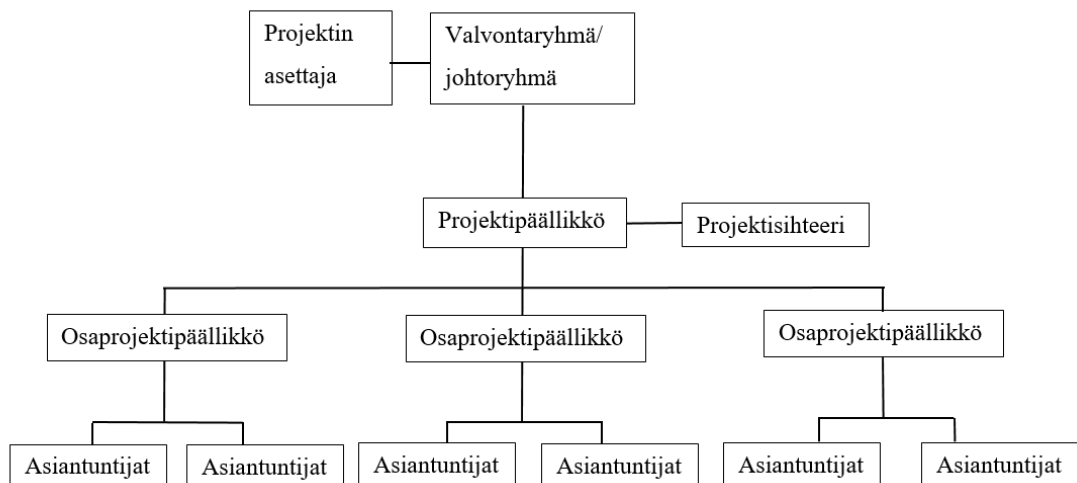 Projektin
asettaja
Valvontaryhmä/
johtoryhmä
Projektipäällikkö
Projektisihteeri
Osaprojektipäällikkö
Osaprojektipäällikkö
Osaprojektipäällikkö
Asiantuntijat
Asiantuntijat
Asiantuntijat
Asiantuntijat
Asiantuntijat
Asiantuntijat